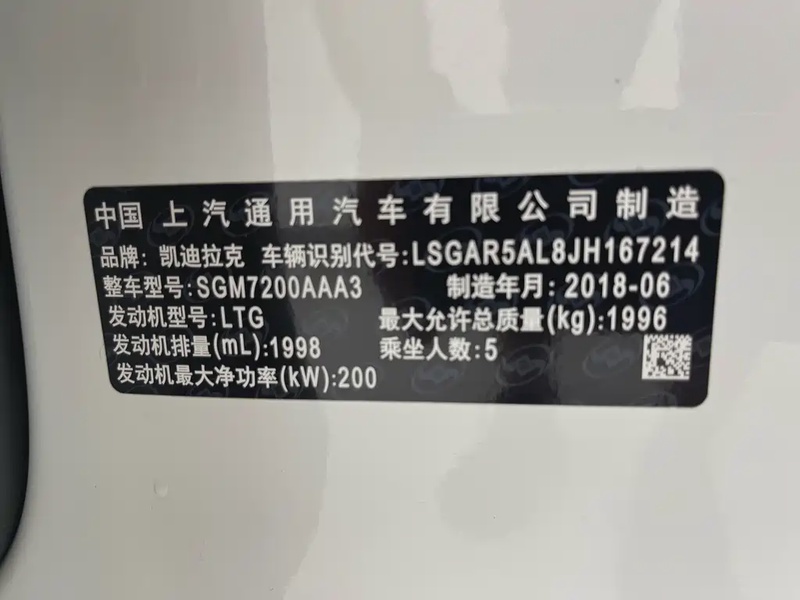 中国 上汽通用汽车有限公司制造
品牌: 凯迪拉克 车辆识别代号:LSGAR5AL8JH167214
整车型号:SGM7200AAA3 制造年月: 2018-06
发动机型号:LTG 最大允许总质量(kg):1996
发动机排量(mL):1998 乘坐人数:5
发动机最大净功率(kW):200